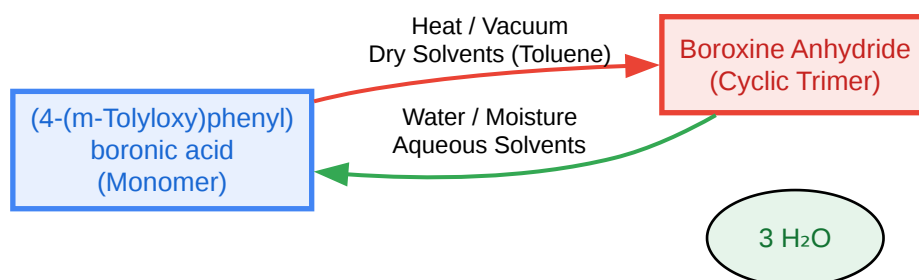 Heat / Vacuum
Dry Solvents (Toluene)
Boroxine Anhydride
(Cyclic Trimer)
(4-(m-Tolyloxy)phenyl)
boronic acid
(Monomer)
Water / Moisture
Aqueous Solvents
3 H₂O